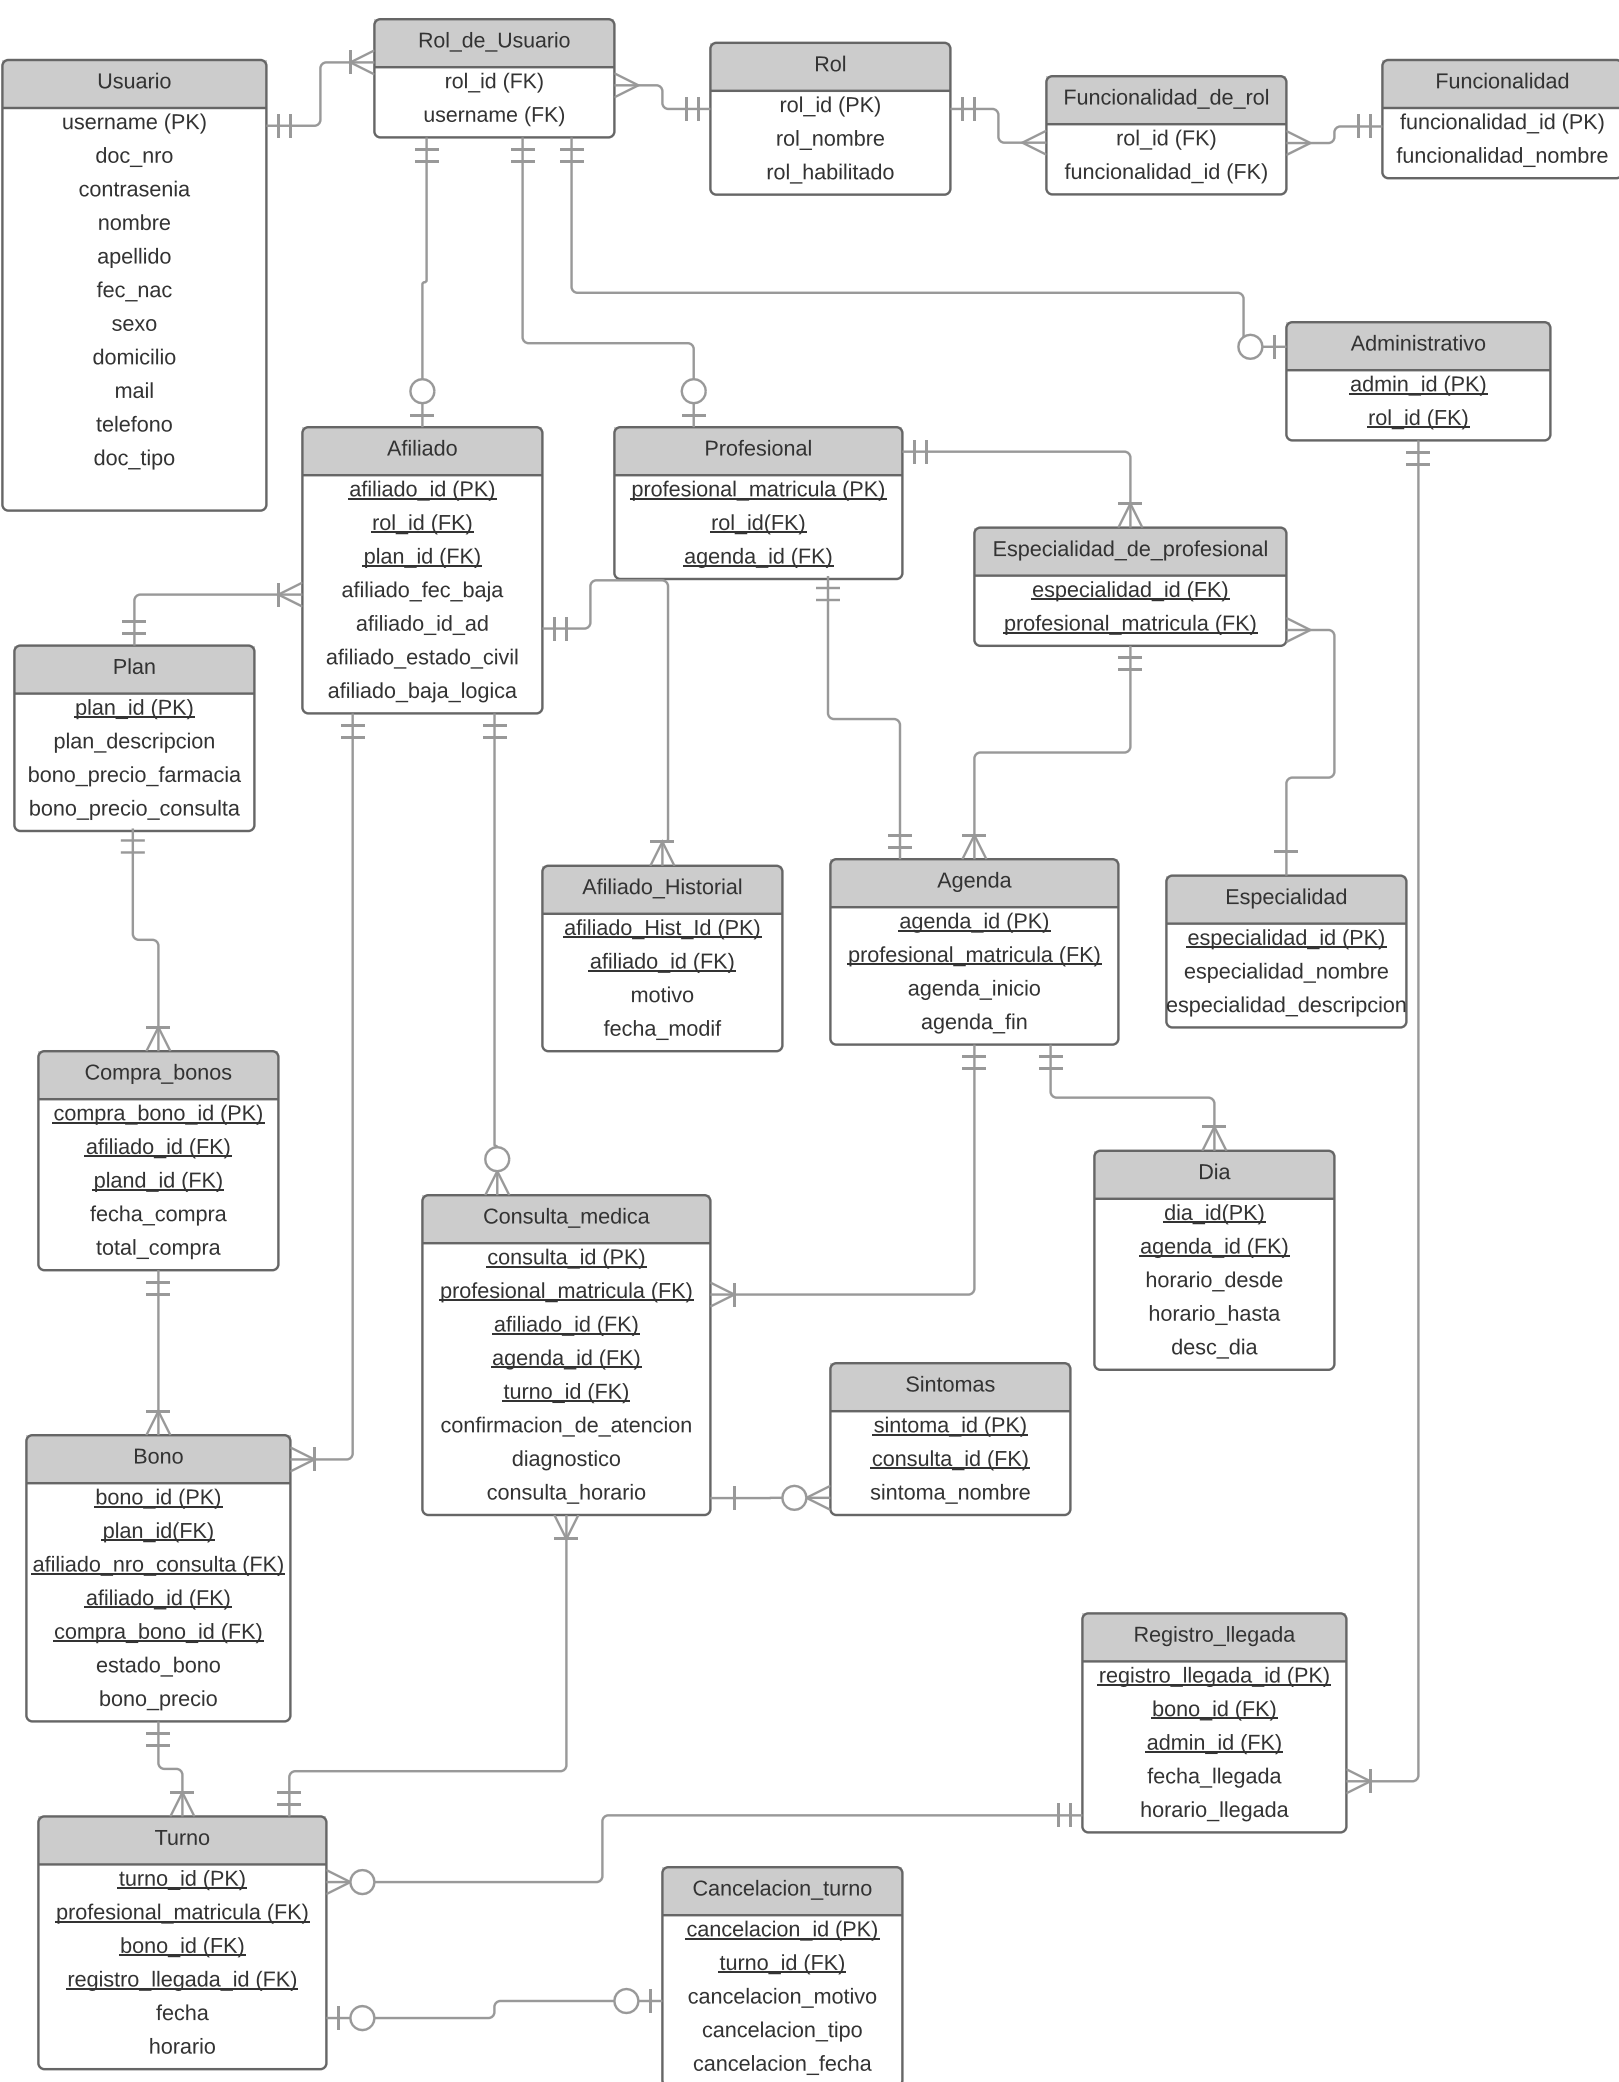 Rol_de_Usuario
rol_id (FK)
username (FK)
Usuario
username (PK)
doc_nro
contrasenia
nombre
apellido
fec_nac
sexo
domicilio
mail
telefono
doc_tipo
Rol
rol_id (PK)
rol_nombre
rol_habilitado
Funcionalidad_de_rol
rol_id (FK)
funcionalidad_id (FK)
Funcionalidad
funcionalidad_id (PK)
funcionalidad_nombre
Administrativo
admin_id (PK)
rol_id (FK)
Afiliado
afiliado_id (PK)
rol_id (FK)
plan_id (FK)
afiliado_fec_baja
afiliado_id_ad
afiliado_estado_civil
afiliado_baja_logica
Profesional
profesional_matricula (PK)
rol_id(FK)
agenda_id (FK)
Especialidad_de_profesional
especialidad_id (FK)
profesional_matricula (FK)
Plan
plan_id (PK)
plan_descripcion
bono_precio_farmacia
bono_precio_consulta
Afiliado_Historial
afiliado_Hist_Id (PK)
afiliado_id (FK)
motivo
fecha_modif
Agenda
agenda_id (PK)
profesional_matricula (FK)
agenda_inicio
agenda_fin
Especialidad
especialidad_id (PK)
especialidad_nombre
especialidad_descripcion
Compra_bonos
compra_bono_id (PK)
afiliado_id (FK)
pland_id (FK)
fecha_compra
total_compra
Dia
dia_id(PK)
agenda_id (FK)
horario_desde
horario_hasta
desc_dia
Consulta_medica
consulta_id (PK)
profesional_matricula (FK)
afiliado_id (FK)
agenda_id (FK)
turno_id (FK)
confirmacion_de_atencion
diagnostico
consulta_horario
Sintomas
sintoma_id (PK)
consulta_id (FK)
sintoma_nombre
Bono
bono_id (PK)
plan_id(FK)
afiliado_nro_consulta (FK)
afiliado_id (FK)
compra_bono_id (FK)
estado_bono
bono_precio
Registro_llegada
registro_llegada_id (PK)
bono_id (FK)
admin_id (FK)
fecha_llegada
horario_llegada
Turno
turno_id (PK)
profesional_matricula (FK)
bono_id (FK)
registro_llegada_id (FK)
fecha
horario
Cancelacion_turno
cancelacion_id (PK)
turno_id (FK)
cancelacion_motivo
cancelacion_tipo
cancelacion_fecha